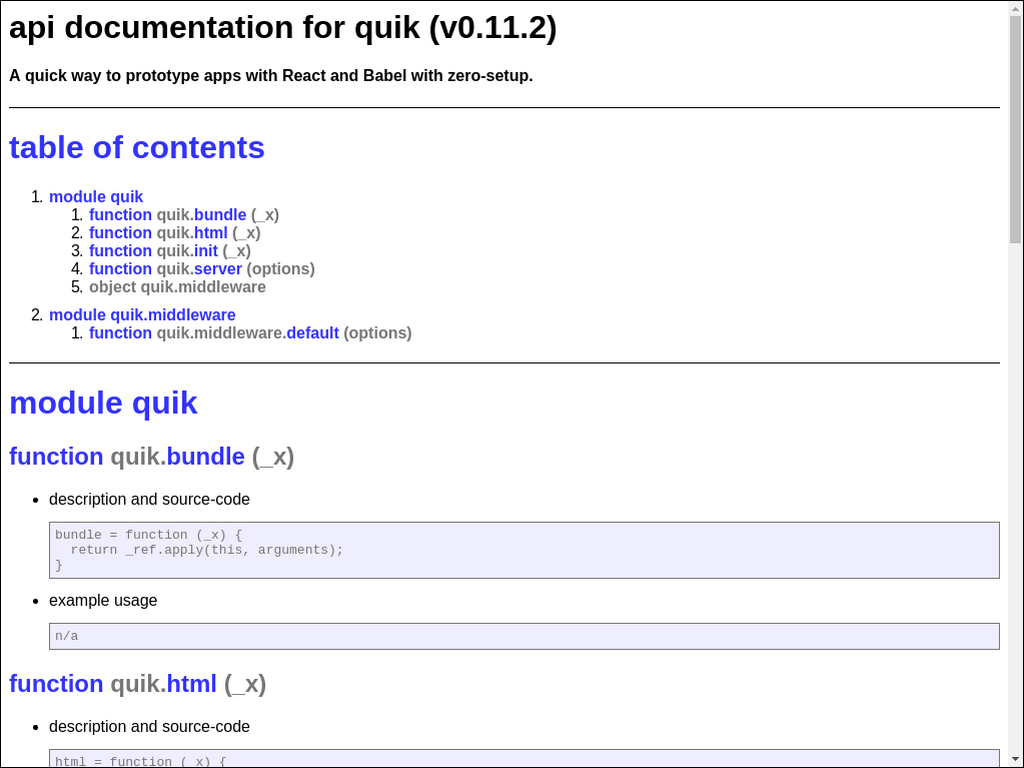 api documentation for quik (v0.11.2)
A quick way to prototype apps with React and Babel with zero-setup.
table of contents
1. module quik
1. function quik.bundle (_x)
2. function quik.html (_x)
3. function quik.init (_x)
4. function quik.server (options)
5. object quik.middleware
2. module quik.middleware
1. function quik.middleware.default (options)
module quik
function quik.bundle (_x)
• description and source-code
bundle = function (_x) {
  return _ref.apply(this, arguments);
}
• example usage
n/a
function quik.html (_x)
• description and source-code
html = function (_x) {